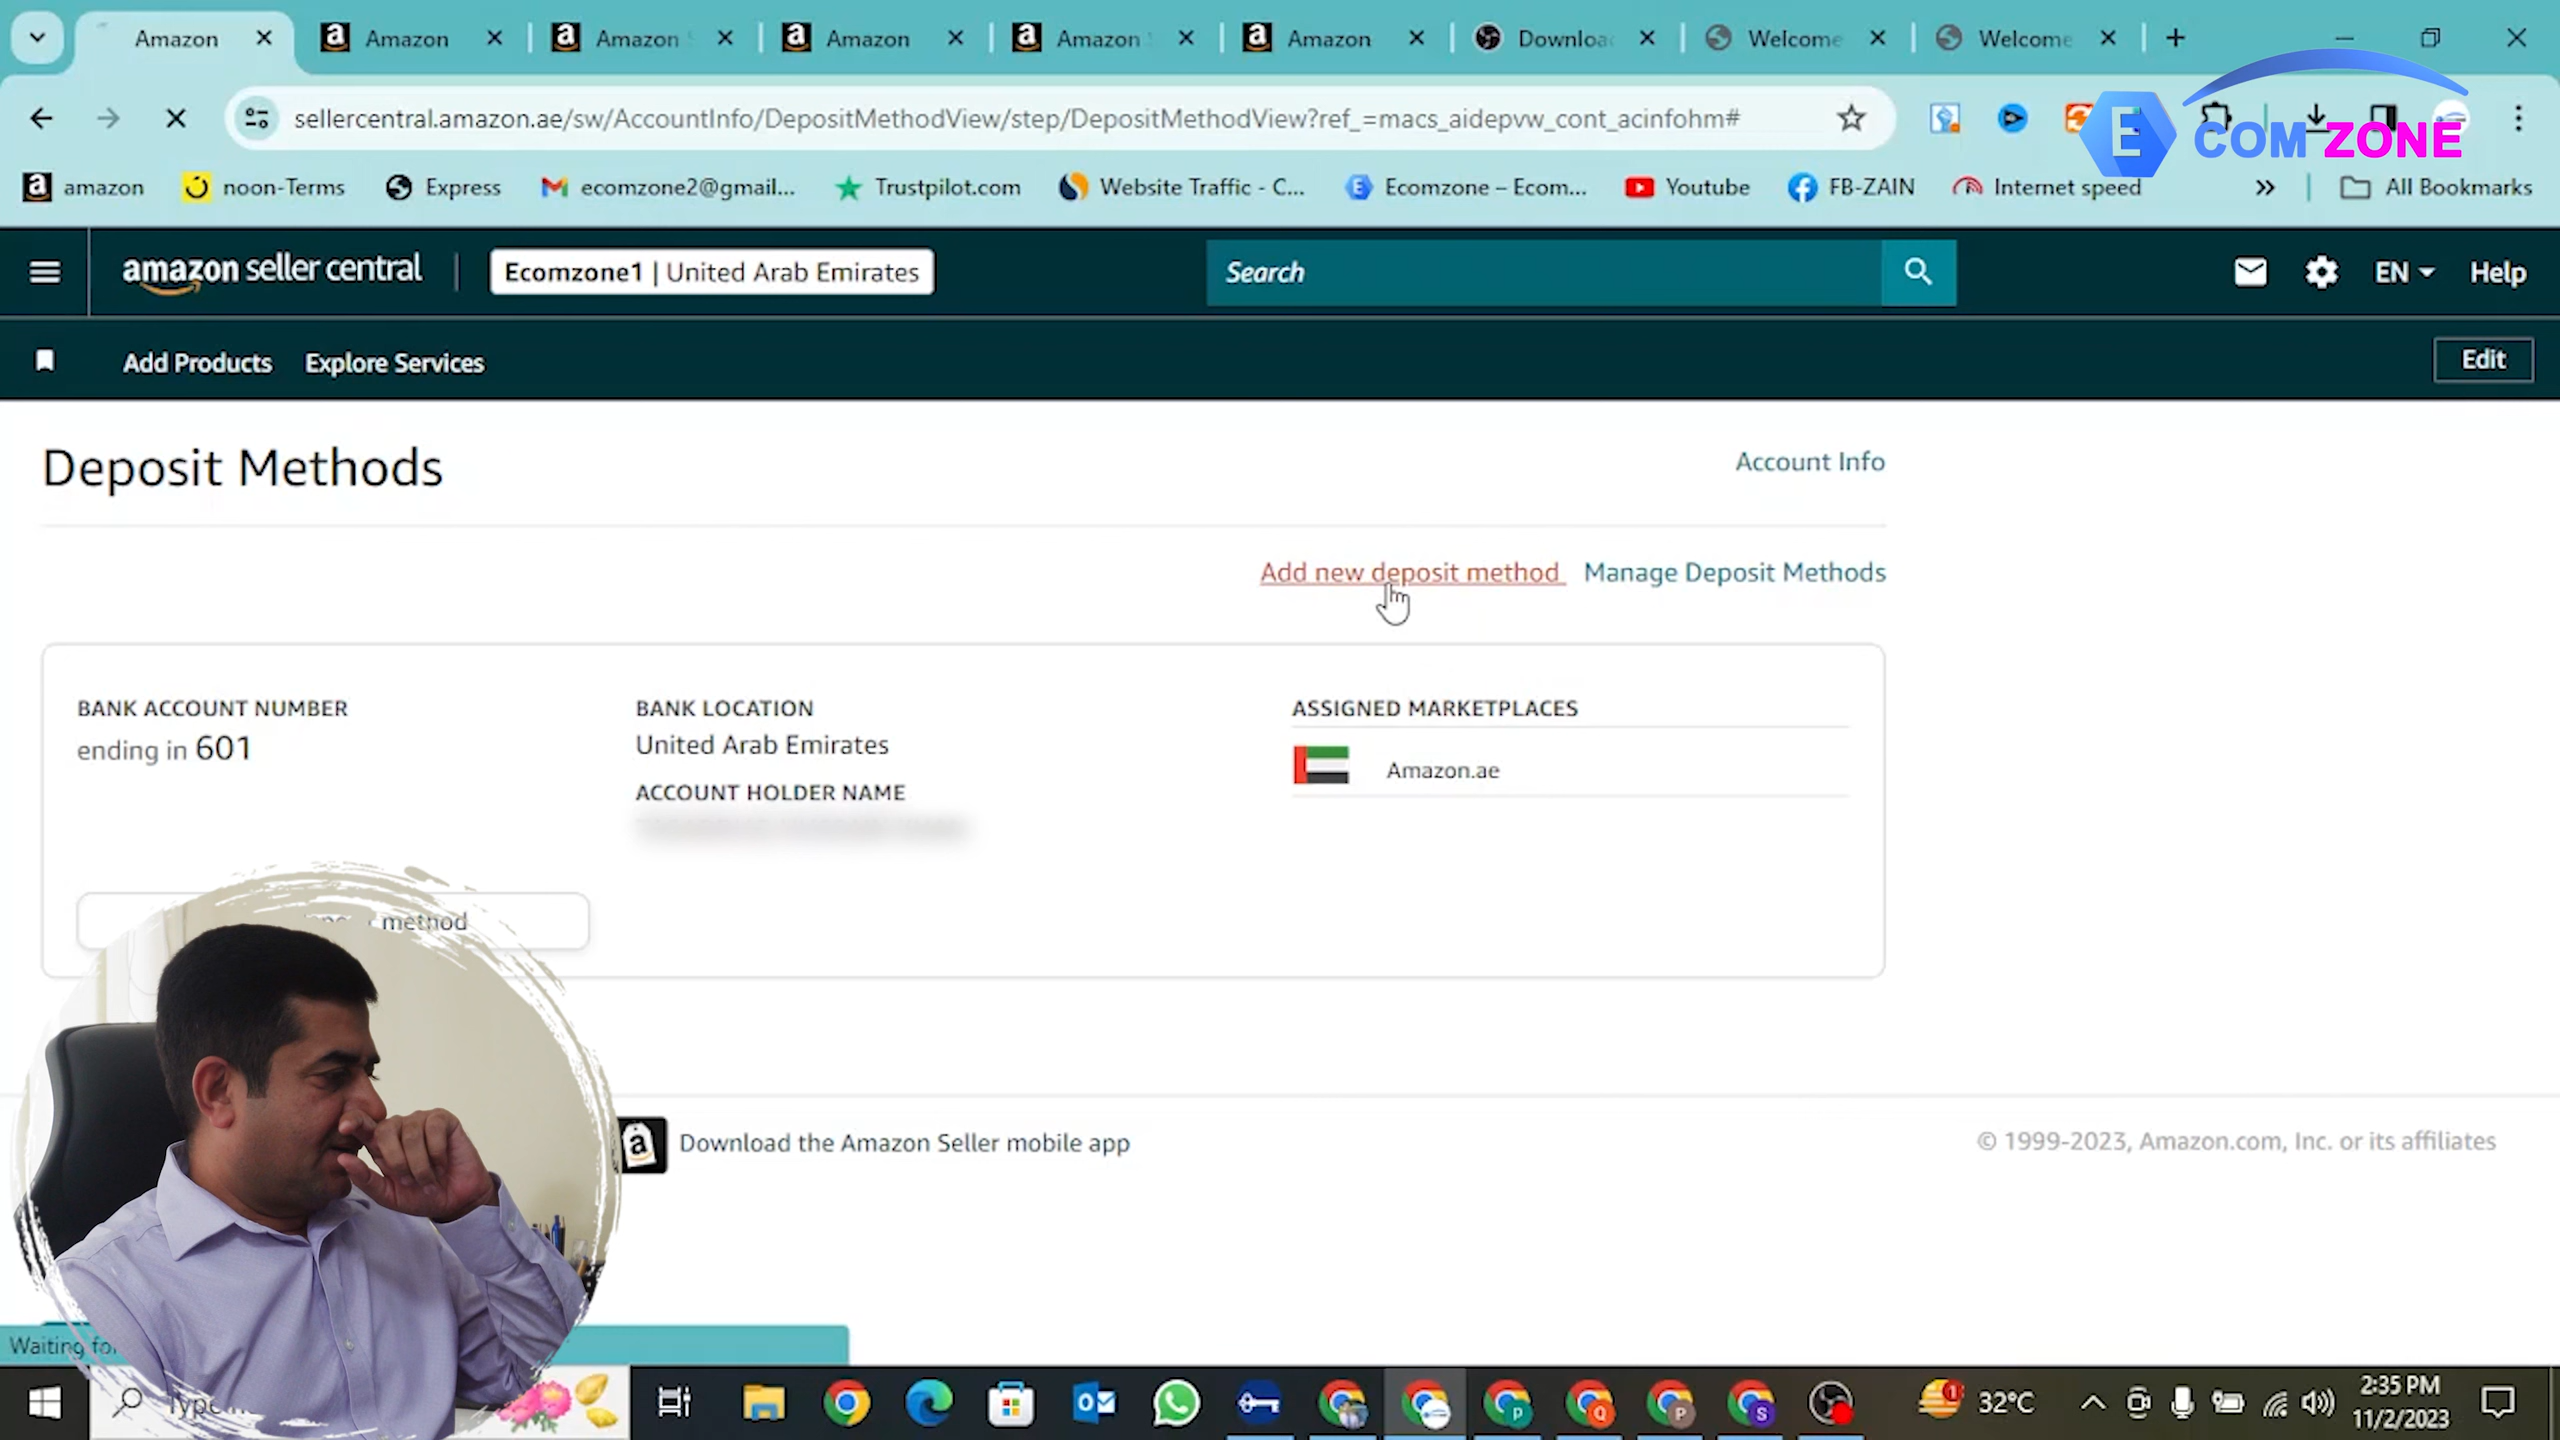 Amazon
Amazon
Amazon
Amazon
Amazon
Amazon
Downloa
Welcome
Welcome
sellercentral.amazon.ae/sw/AccountInfo/DepositMethodView/step/DepositMethodView?ref_=macs_aidepvw_cont_acinfohm#
E COM ZONE
amazon
noon-Terms
Express
ecomzone2@gmail...
Trustpilot.com
Website Traffic - C...
Ecomzone – Ecom...
Youtube
FB-ZAIN
Internet speed
All Bookmarks
amazon seller central
Ecomzone1 | United Arab Emirates
Search
EN
Help
Add Products
Explore Services
Edit
Deposit Methods
Account Info
Add new deposit method
Manage Deposit Methods
BANK ACCOUNT NUMBER
ending in 601
BANK LOCATION
United Arab Emirates
ACCOUNT HOLDER NAME
ASSIGNED MARKETPLACES
Amazon.ae
method
Download the Amazon Seller mobile app
© 1999-2023, Amazon.com, Inc. or its affiliates
Waiting for
Type
32°C
2:35 PM
11/2/2023